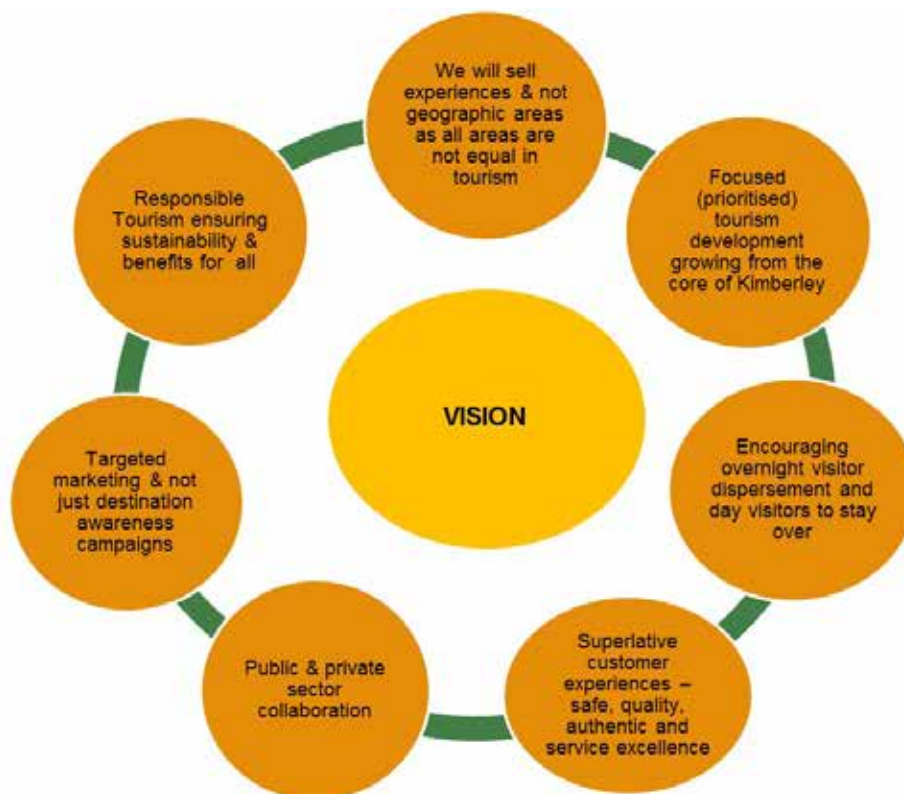 We will sell
experiences & not
geographic areas
as all areas are
not equal in
tourism
Focused
(prioritised)
tourism
development
growing from the
core of Kimberley
Encouraging
overnight visitor
dispersement and
day visitors to stay
over
Superlative
customer
experiences –
safe, quality,
authentic and
service excellence
Public & private
sector
collaboration
Targeted
marketing & not
just destination
awareness
campaigns
Responsible
Tourism ensuring
sustainability &
benefits for all
VISION